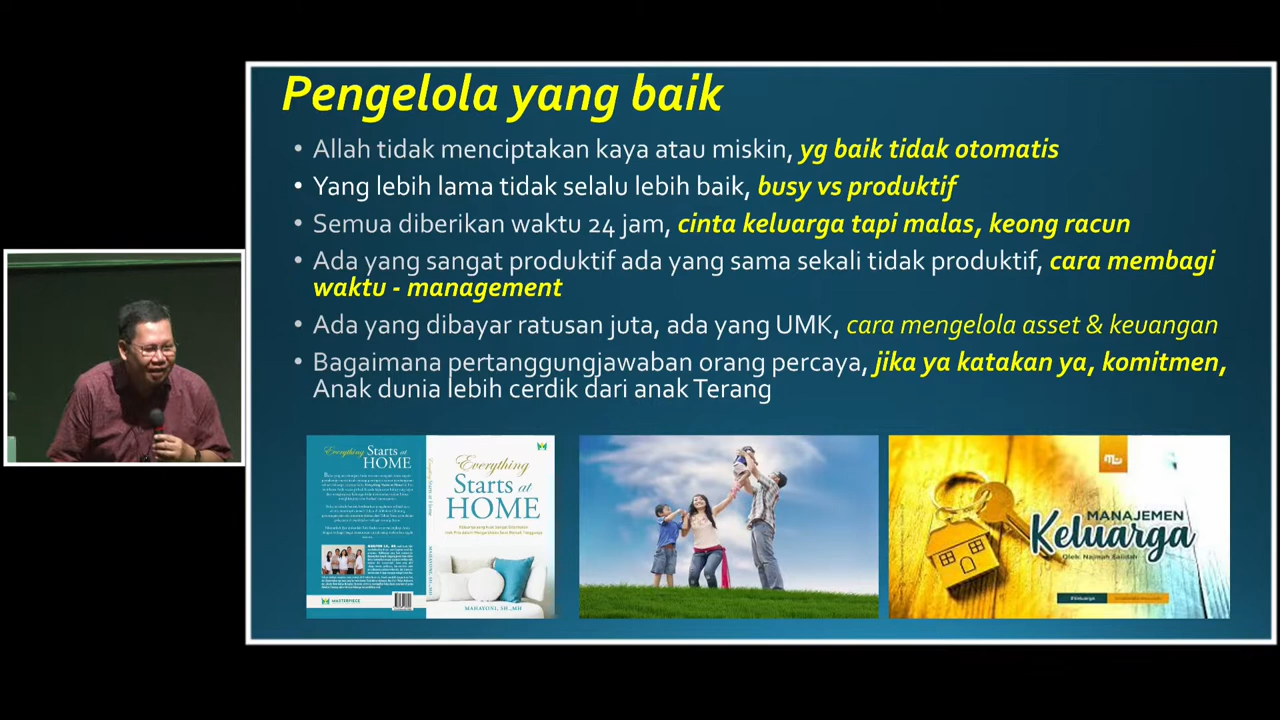 Pengelola yang baik
• Allah tidak menciptakan kaya atau miskin, yg baik tidak otomatis
• Yang lebih lama tidak selalu lebih baik, busy vs produktif
• Semua diberikan waktu 24 jam, cinta keluarga tapi malas, keong racun
• Ada yang sangat produktif ada yang sama sekali tidak produktif, cara membagi
waktu - management
• Ada yang dibayar ratusan juta, ada yang UMK, cara mengelola asset & keuangan
• Bagaimana pertanggungjawaban orang percaya, jika ya katakan ya, komitmen,
Anak dunia lebih cerdik dari anak Terang
Everything
Starts at
HOME
MASTERPIECE
Everything
Starts at
HOME
MAHAYONI, SH.,MH
MANAJEMEN
Keluarga
Oleh: Najmah Saiidah